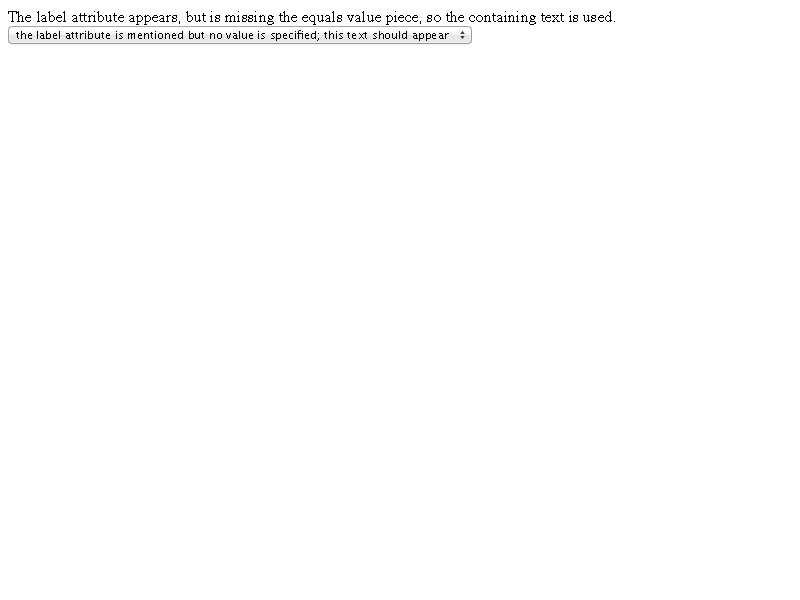 The label attribute appears, but is missing the equals value piece, so the containing text is used.
the label attribute is mentioned but no value is specified; this text should appear